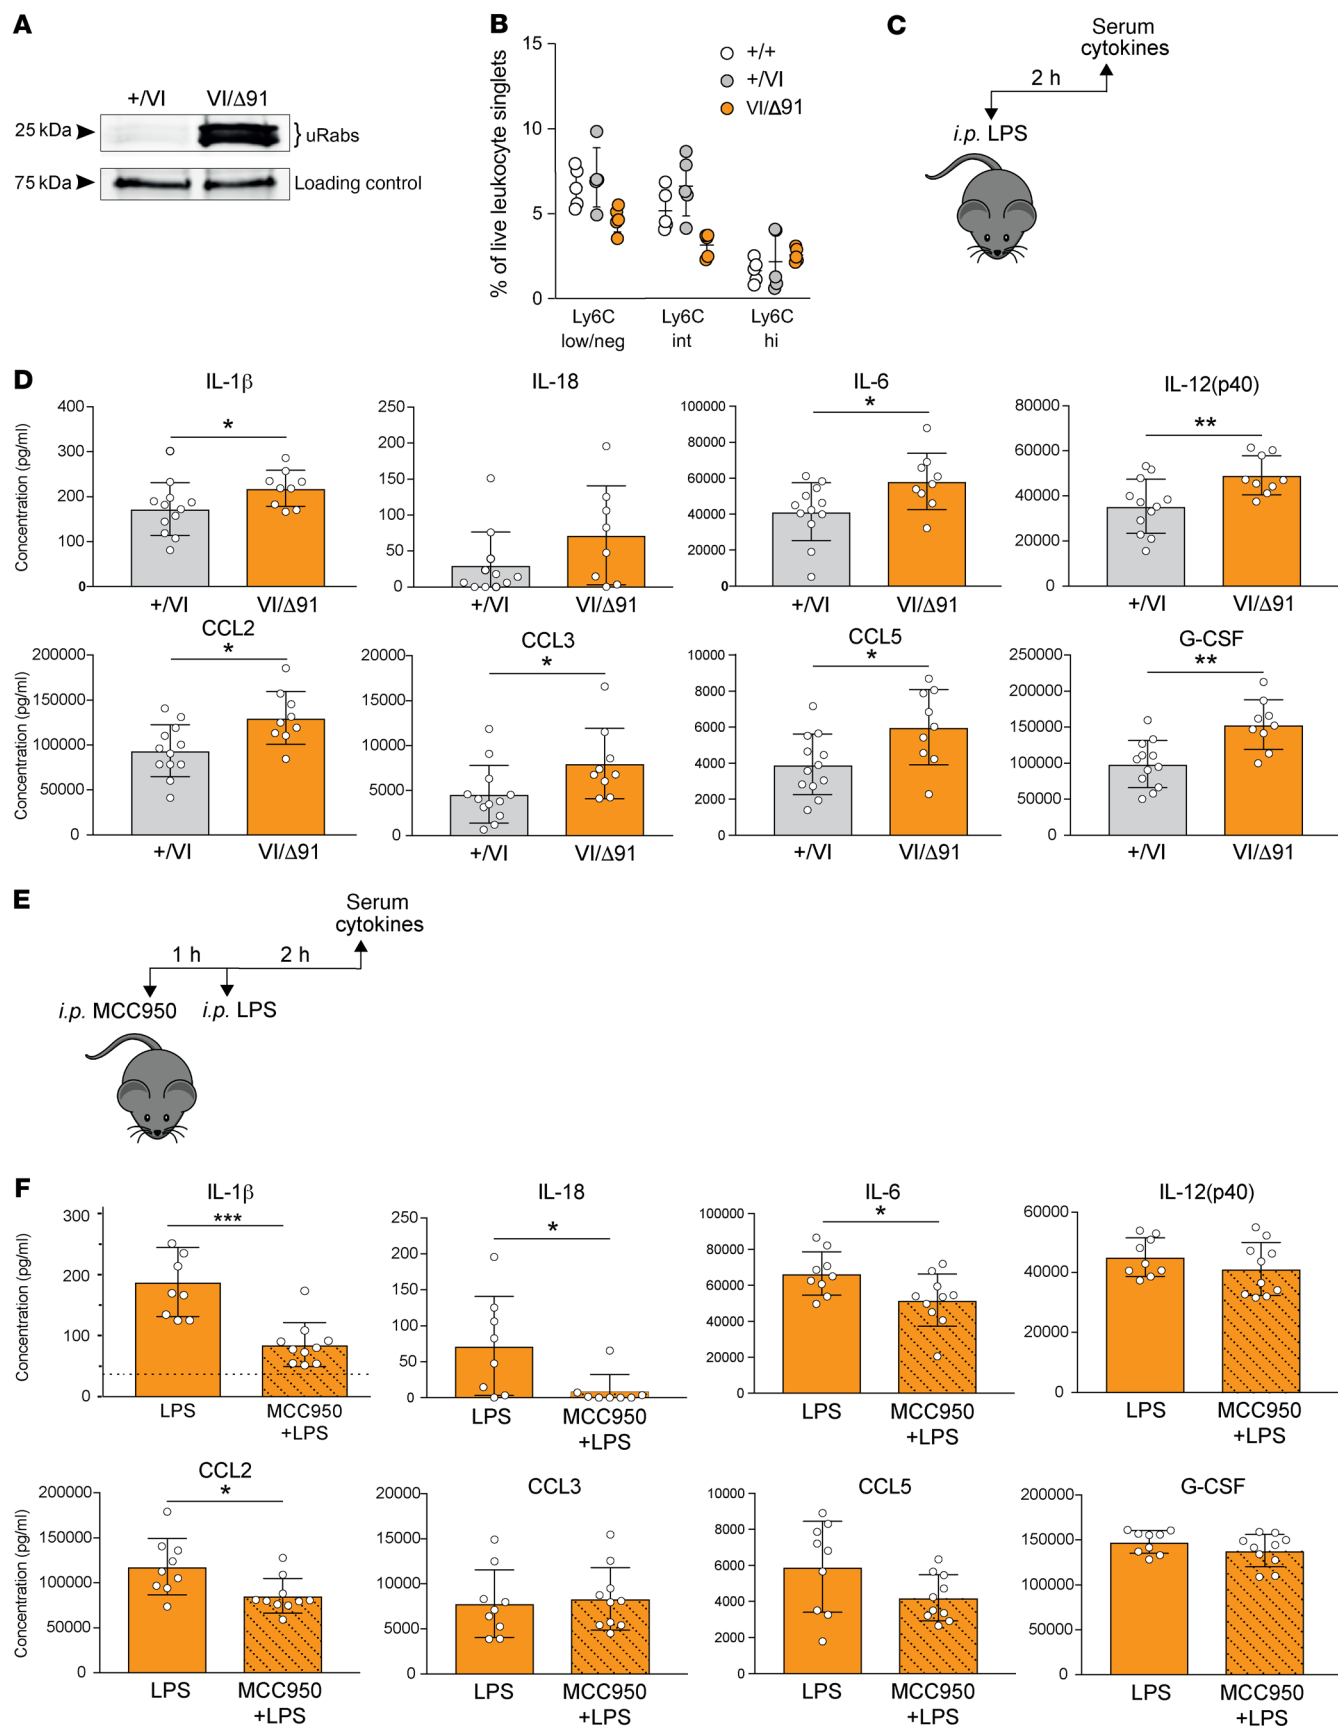 A
+/VI VI/Δ91
25 kDa
} uRabs
75 kDa
Loading control
B
% of live leukocyte singlets
15
10
5
0
+/+
+/VI
VI/Δ91
Ly6C low/neg
Ly6C int
Ly6C hi
C
Serum
cytokines
2 h
i.p. LPS
D
IL-1β
Concentration (pg/ml)
400
300
200
100
0
+/VI VI/Δ91
*
IL-18
250
200
150
100
50
0
+/VI VI/Δ91
IL-6
100000
80000
60000
40000
20000
0
+/VI VI/Δ91
*
IL-12(p40)
80000
60000
40000
20000
0
+/VI VI/Δ91
**
CCL2
Concentration (pg/ml)
200000
150000
100000
50000
0
+/VI VI/Δ91
*
CCL3
20000
15000
10000
5000
0
+/VI VI/Δ91
*
CCL5
10000
8000
6000
4000
2000
0
+/VI VI/Δ91
*
G-CSF
250000
200000
150000
100000
50000
0
+/VI VI/Δ91
**
E
Serum
cytokines
1 h 2 h
i.p. MCC950 i.p. LPS
F
IL-1β
Concentration (pg/ml)
300
200
100
0
***
LPS MCC950
+LPS
IL-18
250
200
150
100
50
0
*
LPS MCC950
+LPS
IL-6
100000
80000
60000
40000
20000
0
*
LPS MCC950
+LPS
IL-12(p40)
60000
40000
20000
0
LPS MCC950
+LPS
CCL2
Concentration (pg/ml)
200000
150000
100000
50000
0
*
LPS MCC950
+LPS
CCL3
20000
15000
10000
5000
0
LPS MCC950
+LPS
CCL5
10000
8000
6000
4000
2000
0
LPS MCC950
+LPS
G-CSF
200000
150000
100000
50000
0
LPS MCC950
+LPS